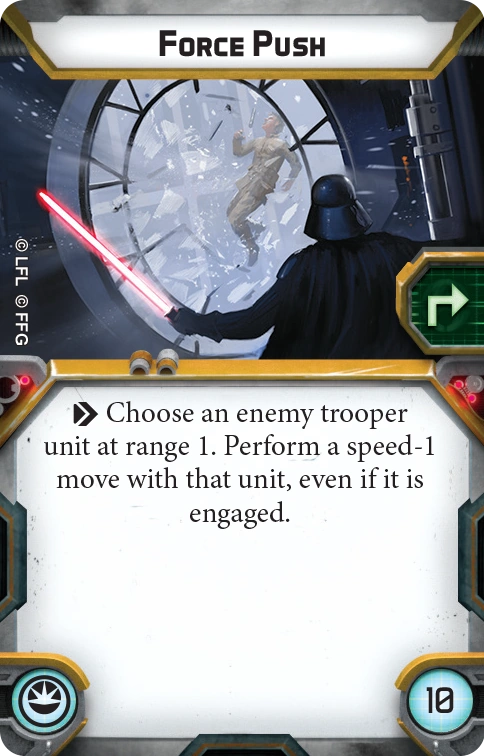 FORCE PUSH
© LFL © FFG
Choose an enemy trooper
unit at range 1. Perform a speed-1
move with that unit, even if it is
engaged.
10